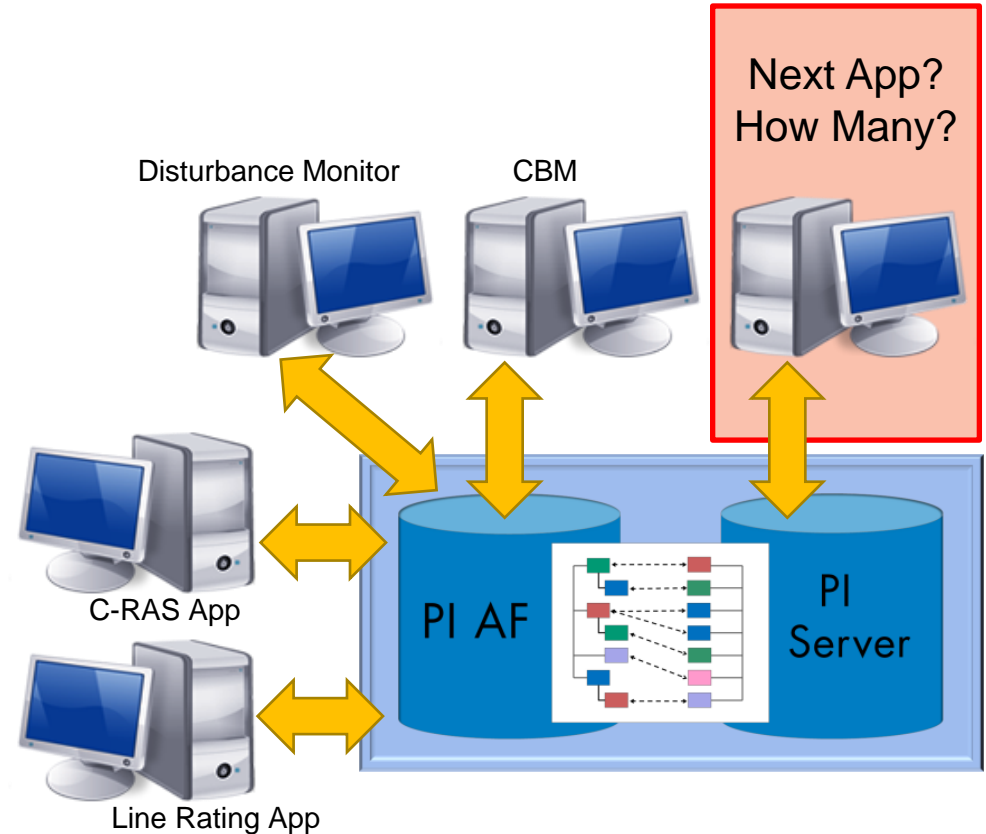 Next App?
How Many?
Disturbance Monitor
CBM
C-RAS App
PI AF
PI
Server
Line Rating App